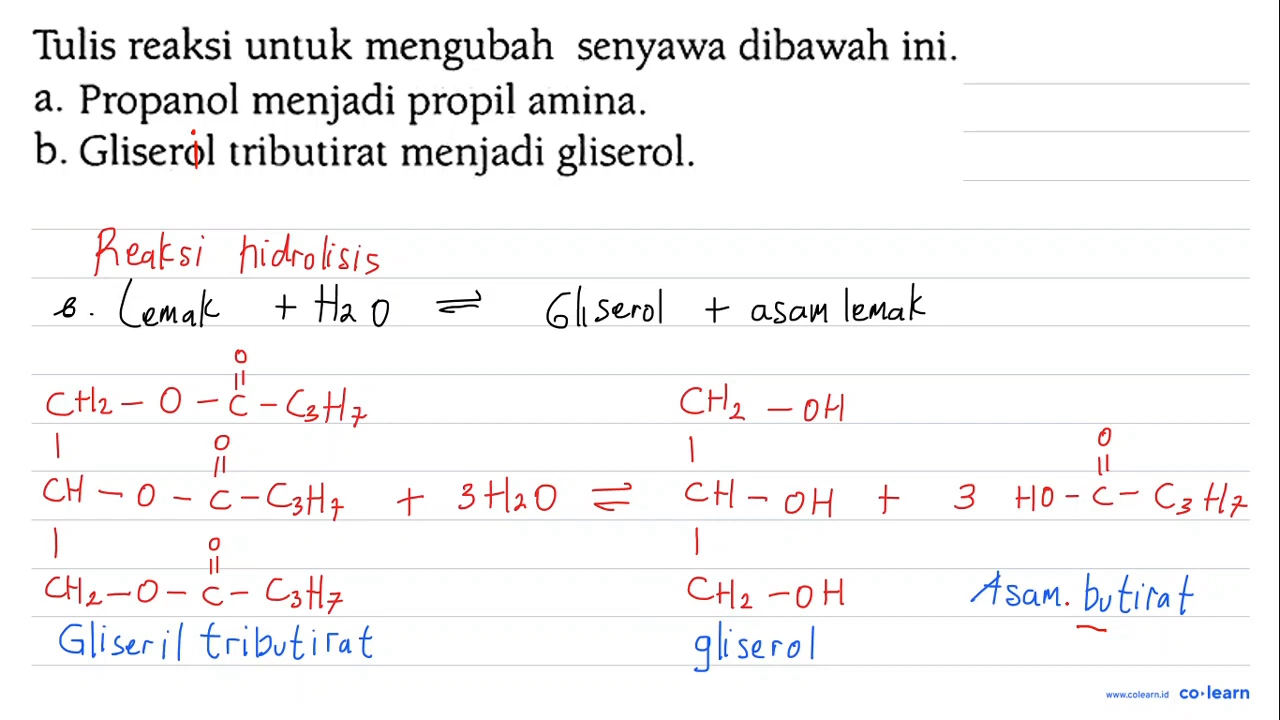 Tulis reaksi untuk mengubah senyawa dibawah ini.
a. Propanol menjadi propil amina.
b. Gliserol tributirat menjadi gliserol.
i
Reaksi hidrolisis
b. Lemak + H2O ⇌ Gliserol + asam lemak
O
||
CH2 — O — C — C3H7 CH2 — OH
| O | O
|| ||
CH — O — C — C3H7 + 3 H2O ⇌ CH — OH + 3 HO — C — C3H7
| O |
||
CH2 — O — C — C3H7 CH2 — OH Asam. butirat
Gliseril tributirat gliserol
www.colearn.id co·learn